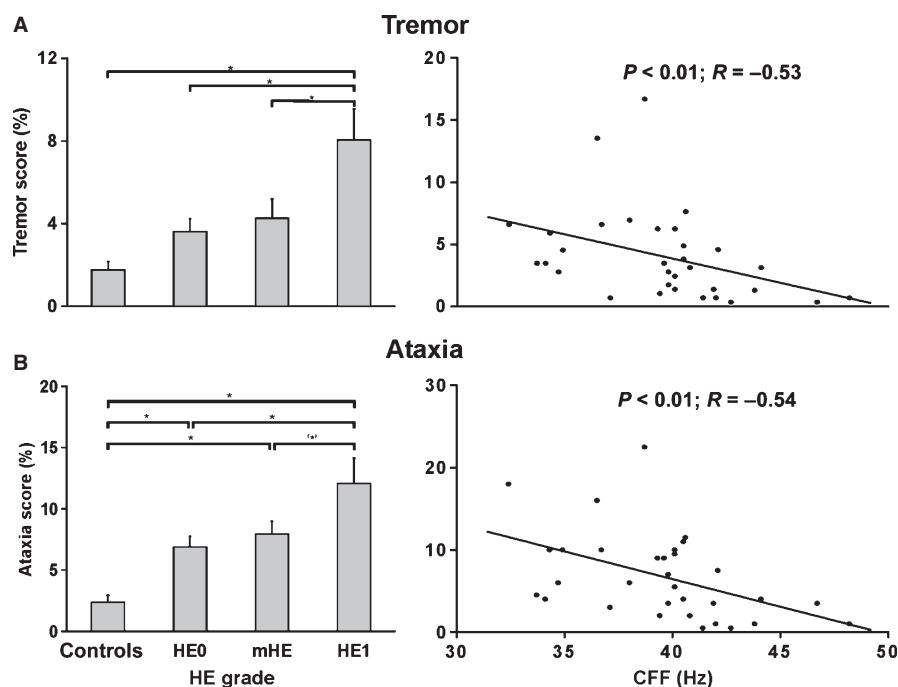 A
Tremor
Tremor score (%)
12
8
4
0
*
*
*
20
15
10
5
0
P < 0.01; R = –0.53
B
Ataxia
Ataxia score (%)
20
15
10
5
0
*
* *
* (*)
Controls HE0 mHE HE1
HE grade
30
20
10
0
P < 0.01; R = –0.54
30 35 40 45 50
CFF (Hz)